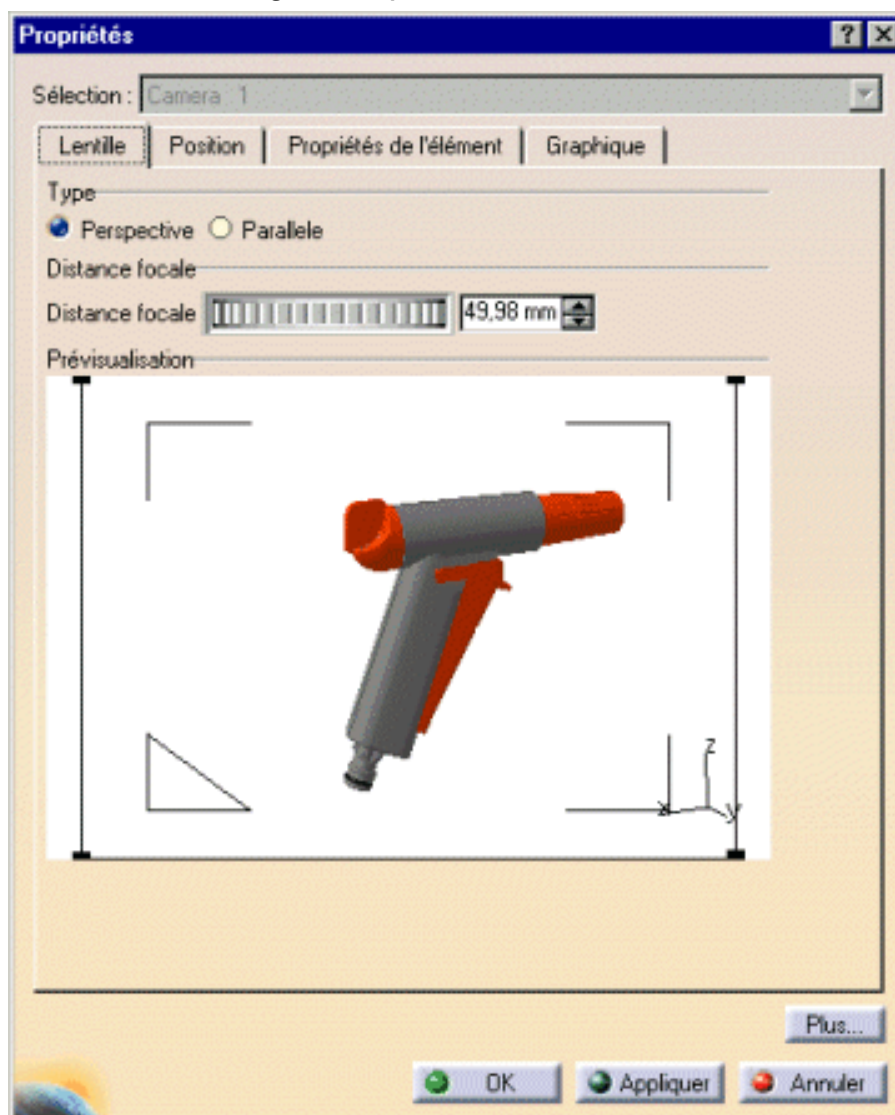 Propriétés
Sélection : Camera 1
Lentille Position Propriétés de l'élément Graphique
Type
Perspective Parallele
Distance focale
Distance focale 49,98 mm
Prévisualisation
z
x y
Plus...
OK Appliquer Annuler